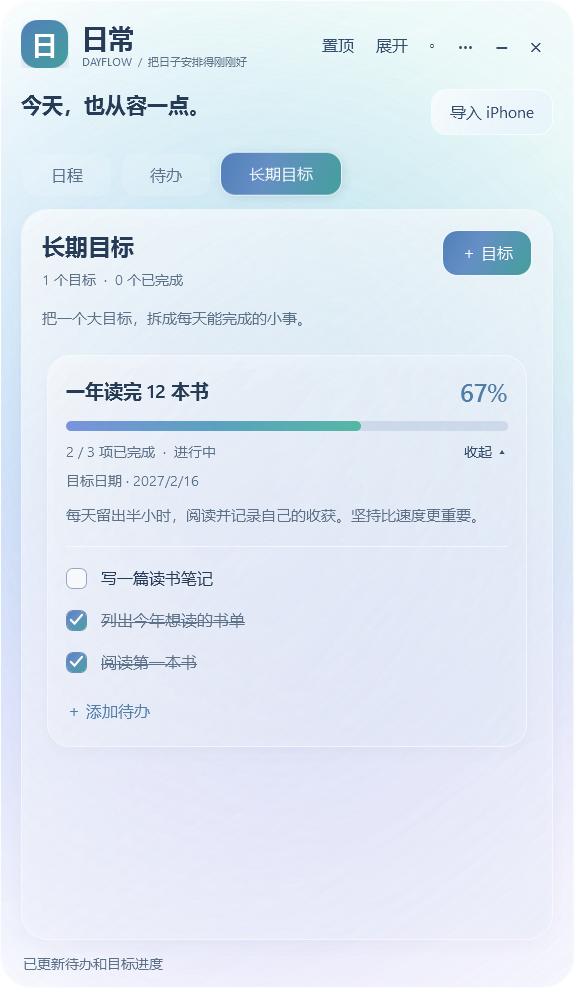 日
日常
DAYFLOW / 把日子安排得刚刚好
置顶 展开
今天，也从容一点。
导入 iPhone
日程 待办 长期目标
长期目标
+ 目标
1 个目标 · 0 个已完成
把一个大目标，拆成每天能完成的小事。
一年读完 12 本书
67%
2 / 3 项已完成 · 进行中
收起
目标日期 · 2027/2/16
每天留出半小时，阅读并记录自己的收获。坚持比速度更重要。
写一篇读书笔记
列出今年想读的书单
阅读第一本书
+ 添加待办
已更新待办和目标进度